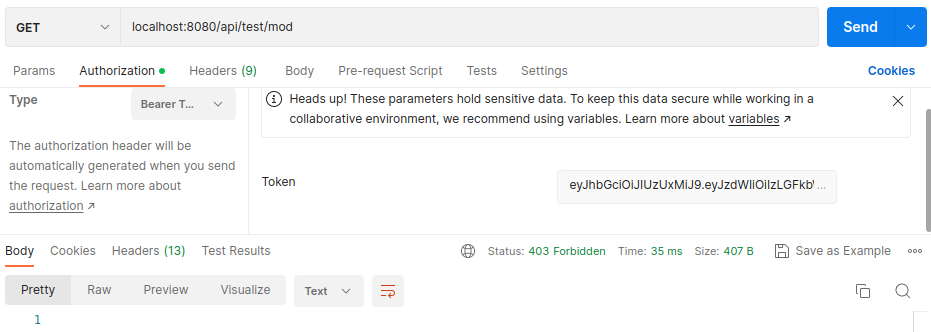 GET localhost:8080/api/test/mod Send
Params Authorization Headers (9) Body Pre-request Script Tests Settings Cookies
Type Bearer T...
Heads up! These parameters hold sensitive data. To keep this data secure while working in a
collaborative environment, we recommend using variables. Learn more about variables ↗
The authorization header will be
automatically generated when you send
the request. Learn more about
authorization ↗
Token
Body Cookies Headers (13) Test Results Status: 403 Forbidden Time: 35 ms Size: 407 B Save as Example
Pretty Raw Preview Visualize Text
1